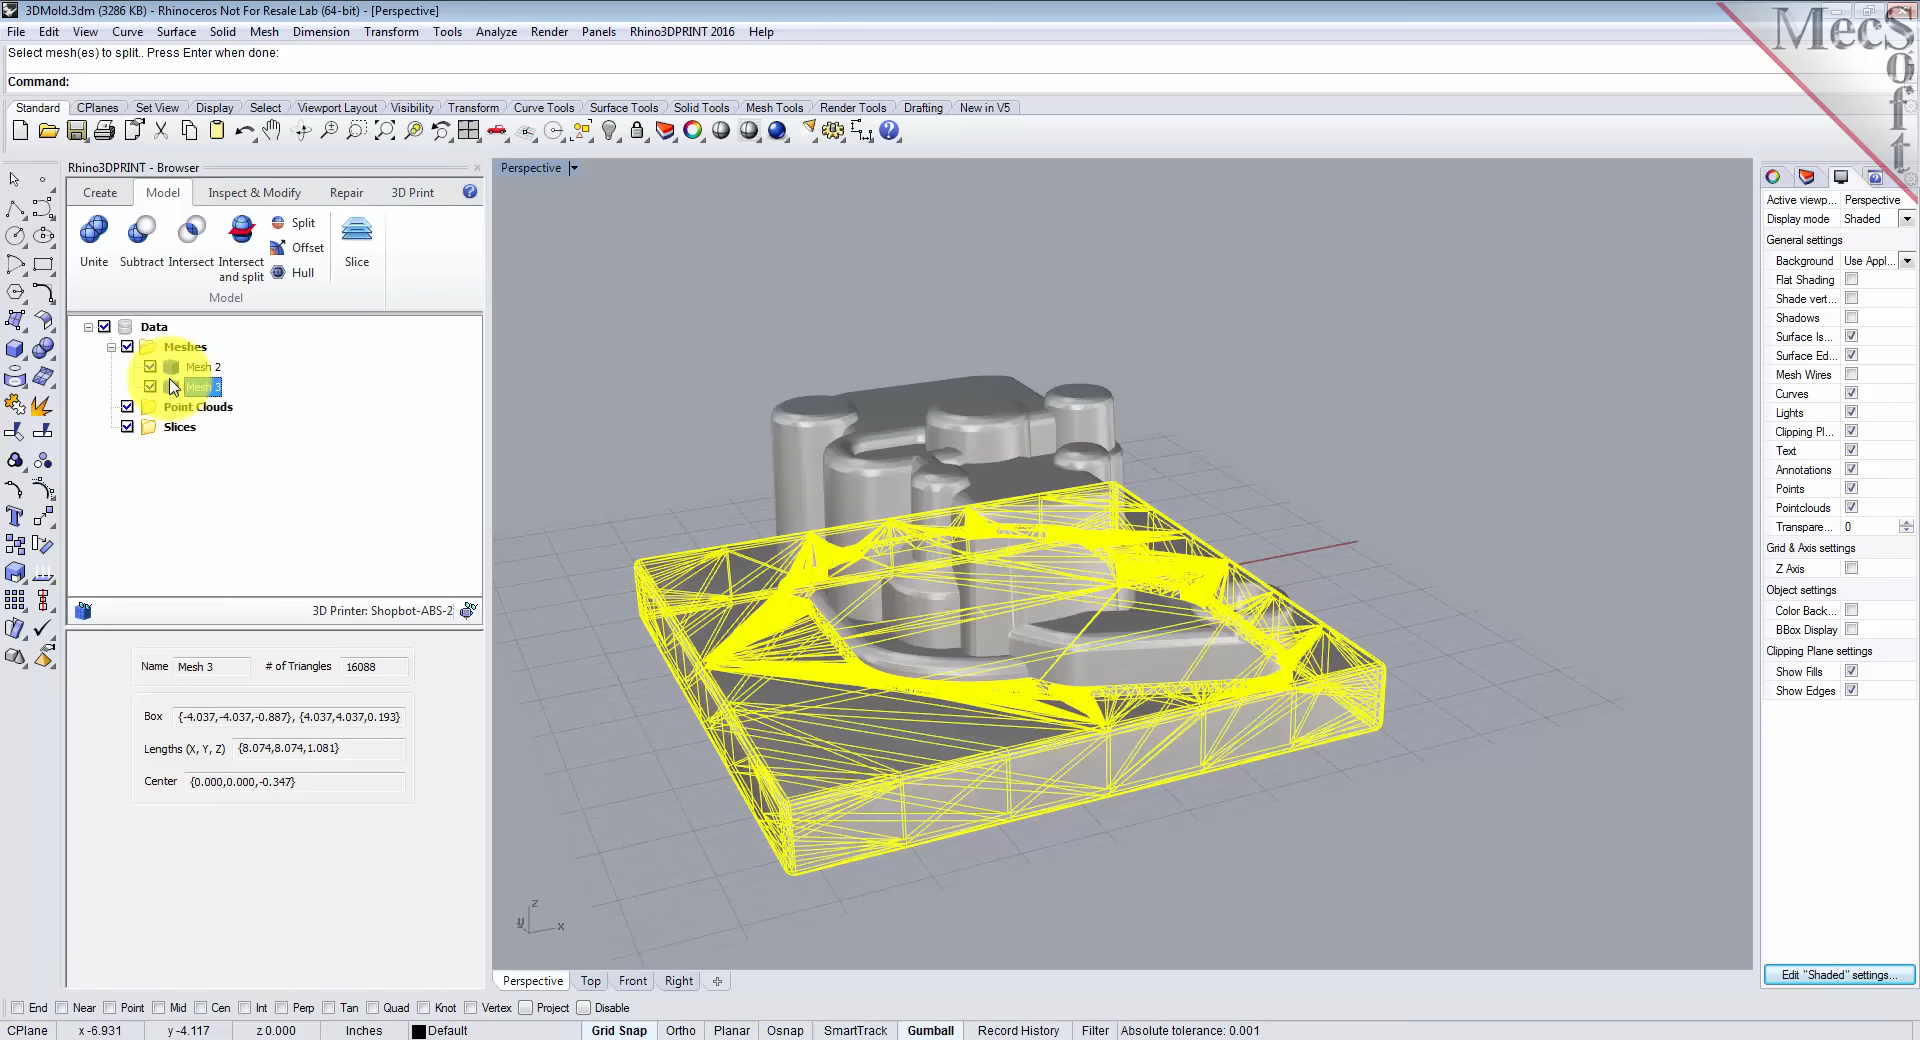 3DMold.3dm (3286 KB) - Rhinoceros Not For Resale Lab (64-bit) - [Perspective]
File Edit View Curve Surface Solid Mesh Dimension Transform Tools Analyze Render Panels Rhino3DPRINT 2016 Help
Select mesh(es) to split.. Press Enter when done:
Command:
MecSoft
Standard CPlanes Set View Display Select Viewport Layout Visibility Transform Curve Tools Surface Tools Solid Tools Mesh Tools Render Tools Drafting New in V5
Rhino3DPRINT - Browser
Create Model Inspect & Modify Repair 3D Print
Unite Subtract Intersect Intersect and split Split Offset Hull Slice
Model
Data
Meshes
Mesh 2
Mesh 3
Point Clouds
Slices
3D Printer: Shopbot-ABS-2
Name Mesh 3 # of Triangles 16088
Box {-4.037,-4.037,-0.887}, {4.037,4.037,0.193}
Lengths (X, Y, Z) {8.074,8.074,1.081}
Center {0.000,0.000,-0.347}
Perspective
z
y x
Perspective Top Front Right
Active viewp... Perspective
Display mode Shaded
General settings
Background Use Appl...
Flat Shading
Shade vert...
Shadows
Surface Is...
Surface Ed...
Mesh Wires
Curves
Lights
Clipping Pl...
Text
Annotations
Points
Pointclouds
Transpare... 0
Grid & Axis settings
Z Axis
Object settings
Color Back...
BBox Display
Clipping Plane settings
Show Fills
Show Edges
Edit "Shaded" settings...
End Near Point Mid Cen Int Perp Tan Quad Knot Vertex Project Disable
CPlane x -6.931 y -4.117 z 0.000 Inches Default Grid Snap Ortho Planar Osnap SmartTrack Gumball Record History Filter Absolute tolerance: 0.001